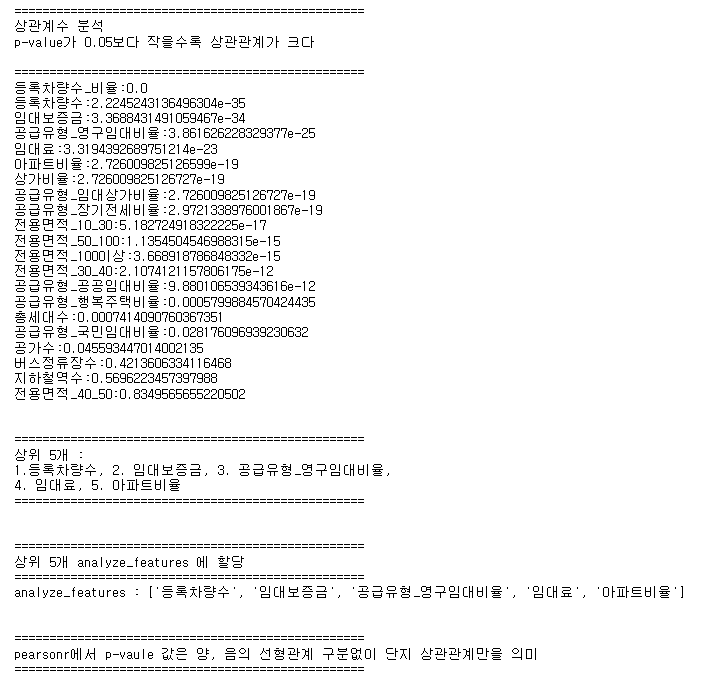 ==================================================
상관계수 분석
p-value가 0.05보다 작을수록 상관관계가 크다
==================================================
등록차량수_비율:0.0
등록차량수:2.2245243136496304e-35
임대보증금:3.3688431491059467e-34
공급유형_영구임대비율:3.861626228329377e-25
임대료:3.3194392689751214e-23
아파트비율:2.726009825126599e-19
상가비율:2.726009825126727e-19
공급유형_임대상가비율:2.726009825126727e-19
공급유형_장기전세비율:2.9721338976001867e-19
전용면적_10_30:5.182724918322225e-17
전용면적_50_100:1.1354504546988315e-15
전용면적_1000이상:3.668918786848332e-15
전용면적_30_40:2.1074121157806175e-12
공급유형_공공임대비율:9.880106539343616e-12
공급유형_행복주택비율:0.0005799884570424435
총세대수:0.0007414090760367351
공급유형_국민임대비율:0.028176096939230632
공가수:0.045593447014002135
버스정류장수:0.4213606334116468
지하철역수:0.5696223457397988
전용면적_40_50:0.8349565655220502
==================================================
상위 5개 :
1.등록차량수, 2. 임대보증금, 3. 공급유형_영구임대비율,
4. 임대료, 5. 아파트비율
==================================================
==================================================
상위 5개 analyze_features 에 할당
==================================================
analyze_features : ['등록차량수', '임대보증금', '공급유형_영구임대비율', '임대료', '아파트비율']
==================================================
pearsonr에서 p-vaule 값은 양, 음의 선형관계 구분없이 단지 상관관계만을 의미
==================================================